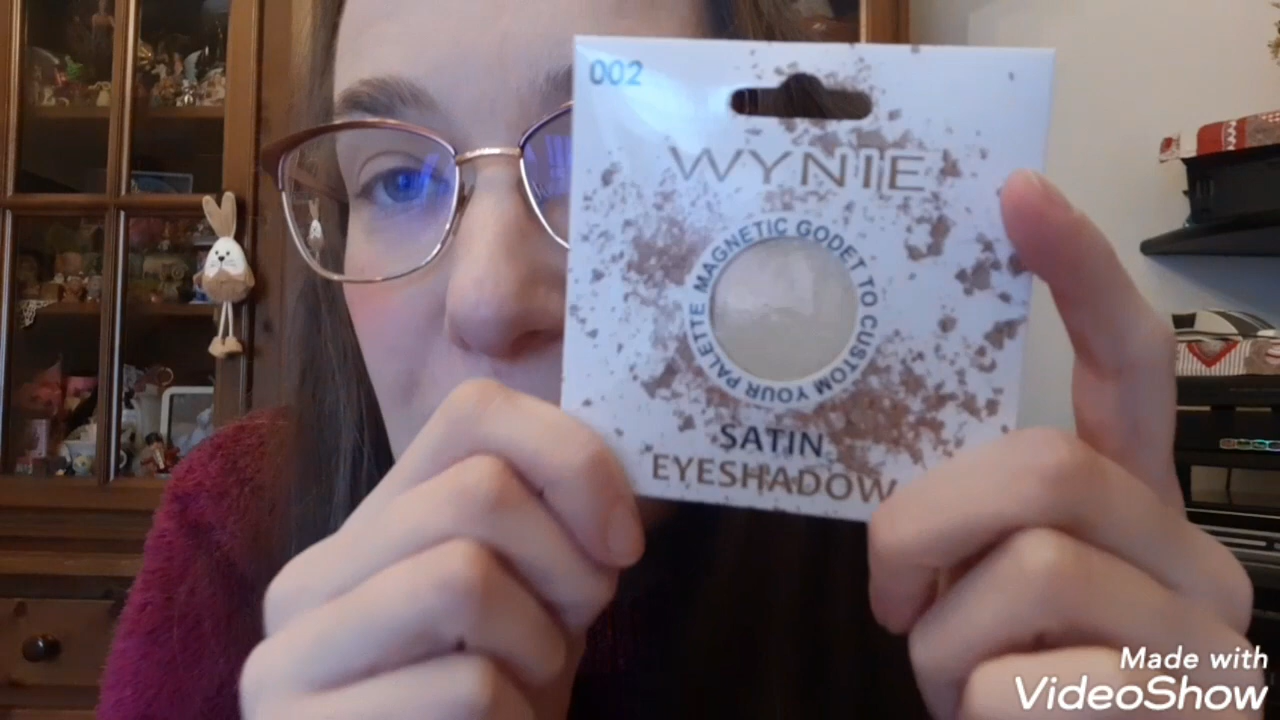 002
WYNIE
MAGNETIC GODET TO CUSTOM YOUR PALETTE
SATIN
EYESHADOW
Made with
VideoShow